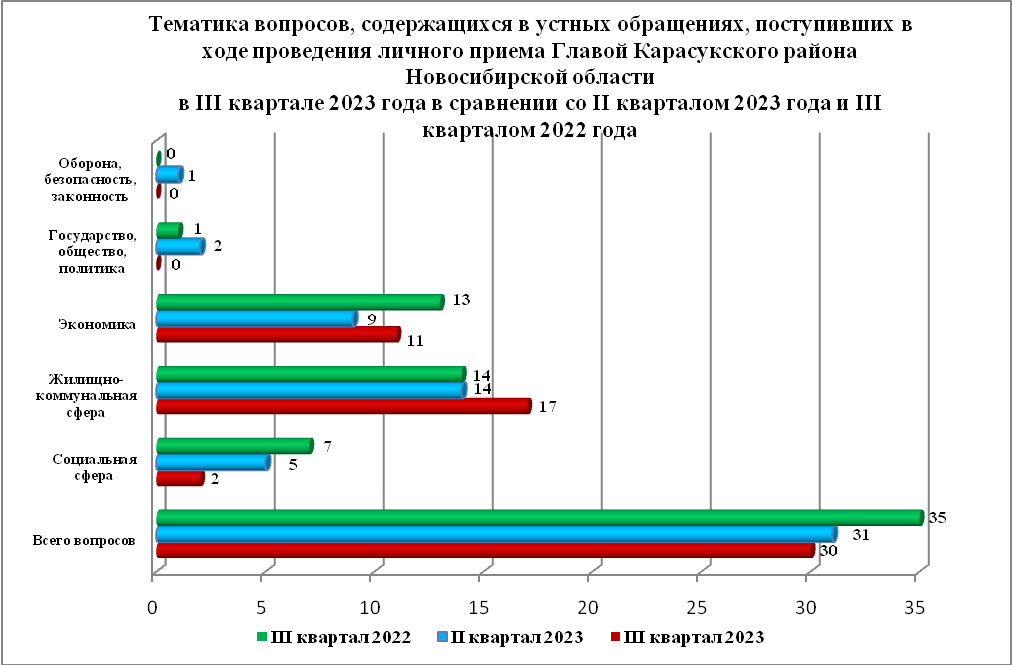 Тематика вопросов, содержащихся в устных обращениях, поступивших в
ходе проведения личного приема Главой Карасукского района
Новосибирской области
в III квартале 2023 года в сравнении со II кварталом 2023 года и III
кварталом 2022 года
Оборона,
безопасность,
законность
0
1
0
Государство,
общество,
политика
1
2
0
Экономика
13
9
11
Жилищно-
коммунальная
сфера
14
14
17
Социальная
сфера
7
5
2
Всего вопросов
35
31
30
0 5 10 15 20 25 30 35
III квартал 2022 II квартал 2023 III квартал 2023